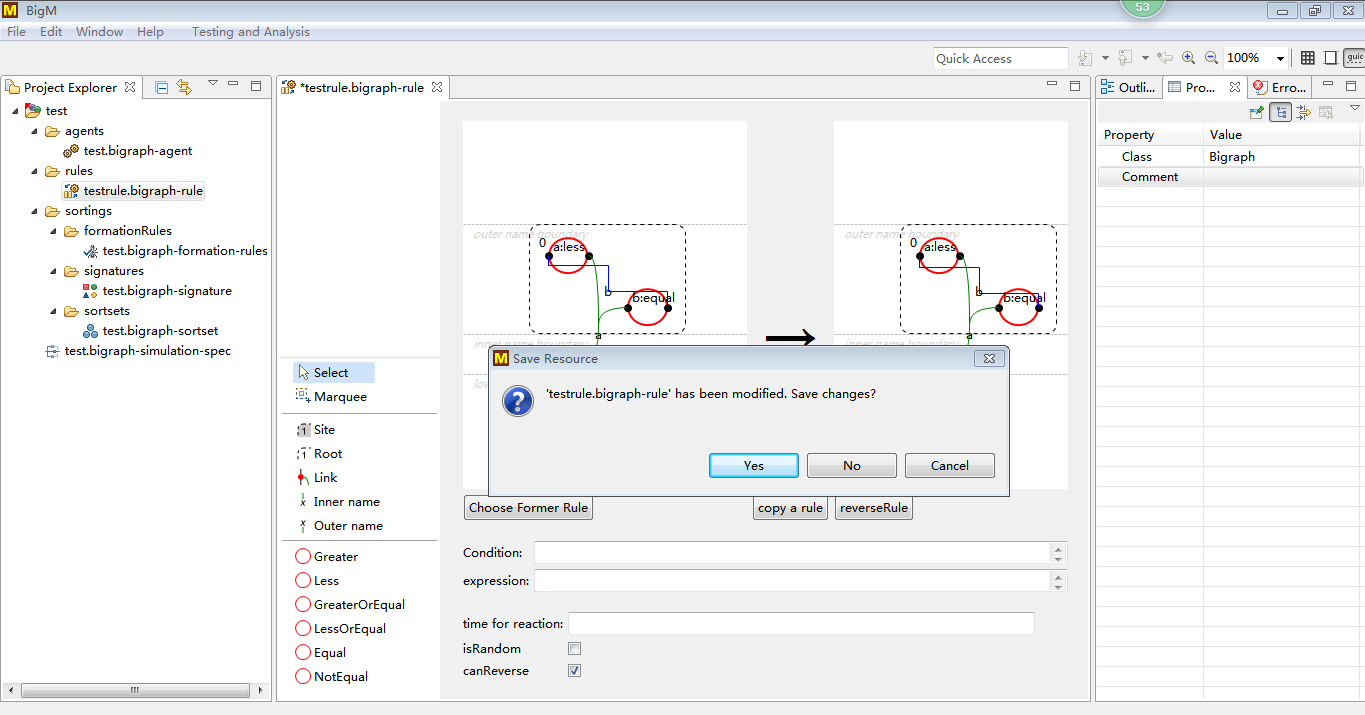 BigM
53
File Edit Window Help Testing and Analysis
Quick Access
100%
Project Explorer
test
agents
test.bigraph-agent
rules
testrule.bigraph-rule
sortings
formationRules
test.bigraph-formation-rules
signatures
test.bigraph-signature
sortsets
test.bigraph-sortset
test.bigraph-simulation-spec
*testrule.bigraph-rule
Select
Marquee
Site
Root
Link
Inner name
Outer name
Greater
Less
GreaterOrEqual
LessOrEqual
Equal
NotEqual
outer name boundary
0
a:less
b
b:equal
a
inner name boundary
outer name boundary
0
a:less
b
b:equal
a
inner name boundary
Save Resource
'testrule.bigraph-rule' has been modified. Save changes?
Yes No Cancel
Choose Former Rule copy a rule reverseRule
Condition:
expression:
time for reaction:
isRandom
canReverse
Outli... Pro... Erro...
Property Value
Class Bigraph
Comment